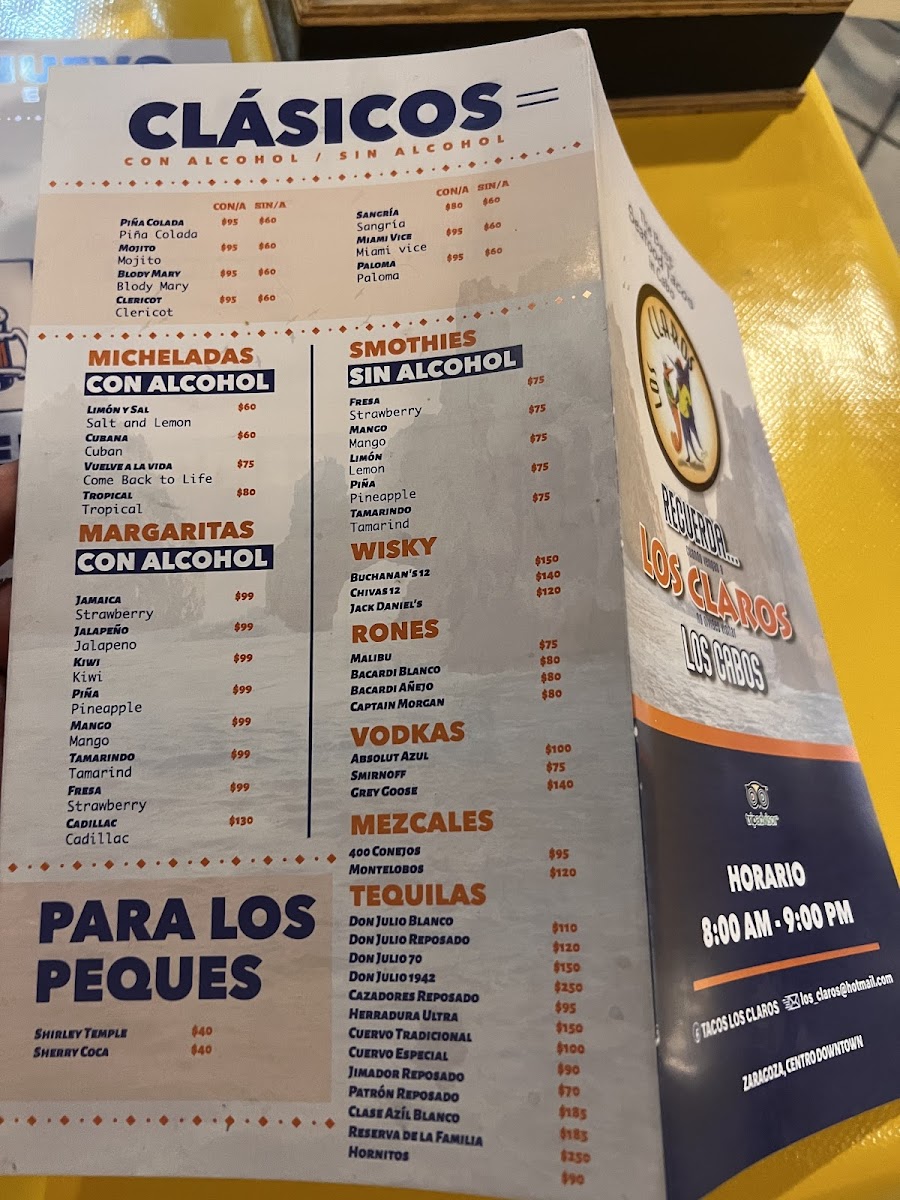 CLÁSICOS
CON ALCOHOL / SIN ALCOHOL
CON/A SIN/A
PIÑA COLADA $95 $60
Piña Colada
MOJITO $95 $60
Mojito
BLODY MARY $95 $60
Blody Mary
CLERICOT $95 $60
Clericot
CON/A SIN/A
SANGRÍA $80 $60
Sangría
MIAMI VICE $95 $60
Miami vice
PALOMA $95 $60
Paloma
MICHELADAS
CON ALCOHOL
LIMÓN Y SAL $60
Salt and Lemon
CUBANA $60
Cuban
VUELVE A LA VIDA $75
Come Back to Life
TROPICAL $80
Tropical
MARGARITAS
CON ALCOHOL
JAMAICA $99
Strawberry
JALAPEÑO $99
Jalapeno
KIWI $99
Kiwi
PIÑA $99
Pineapple
MANGO $99
Mango
TAMARINDO $99
Tamarind
FRESA $99
Strawberry
CADILLAC $130
Cadillac
PARA LOS
PEQUES
SHIRLEY TEMPLE $40
SHERRY COCA $40
SMOTHIES
SIN ALCOHOL
FRESA $75
Strawberry
MANGO $75
Mango
LIMÓN $75
Lemon
PIÑA $75
Pineapple
TAMARINDO $75
Tamarind
WISKY
BUCHANAN'S 12 $150
CHIVAS 12 $140
JACK DANIEL'S $120
RONES
MALIBU $75
BACARDI BLANCO $80
BACARDI AÑEJO $80
CAPTAIN MORGAN $80
VODKAS
ABSOLUT AZUL $100
SMIRNOFF $75
GREY GOOSE $140
MEZCALES
400 CONEJOS $95
MONTELOBOS $120
TEQUILAS
DON JULIO BLANCO $110
DON JULIO REPOSADO $120
DON JULIO 70 $150
DON JULIO 1942 $250
CAZADORES REPOSADO $95
HERRADURA ULTRA $150
CUERVO TRADICIONAL $100
CUERVO ESPECIAL $90
JIMADOR REPOSADO $70
PATRÓN REPOSADO $185
CLASE AZÍL BLANCO $185
RESERVA DE LA FAMILIA $250
HORNITOS $90
Seafood Tacos
in Cabo
LOS CLAROS
RECUERDA!...
LOS CLAROS
LOS CABOS
tripadvisor
HORARIO
8:00 AM - 9:00 PM
TACOS LOS CLAROS los_claros@hotmail.com
ZARAGOZA, CENTRO DOWNTOWN